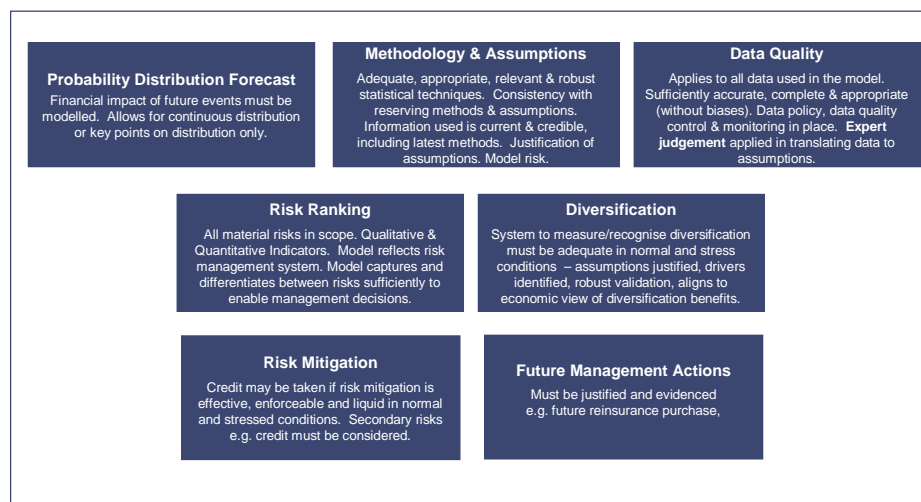 Probability Distribution Forecast
Financial impact of future events must be
modelled.  Allows for continuous distribution
or key points on distribution only.
Methodology & Assumptions
Adequate, appropriate, relevant & robust
statistical techniques.  Consistency with
reserving methods & assumptions.
Information used is current & credible,
including latest methods.  Justification of
assumptions. Model risk.
Data Quality
Applies to all data used in the model.
Sufficiently accurate, complete & appropriate
(without biases). Data policy, data quality
control & monitoring in place.  Expert
judgement applied in translating data to
assumptions.
Risk Ranking
All material risks in scope. Qualitative &
Quantitative Indicators.  Model reflects risk
management system. Model captures and
differentiates between risks sufficiently to
enable management decisions.
Diversification
System to measure/recognise diversification
must be adequate in normal and stress
conditions  – assumptions justified, drivers
identified, robust validation, aligns to
economic view of diversification benefits.
Risk Mitigation
Credit may be taken if risk mitigation is
effective, enforceable and liquid in normal
and stressed conditions.  Secondary risks
e.g. credit must be considered.
Future Management Actions
Must be justified and evidenced
e.g. future reinsurance purchase,